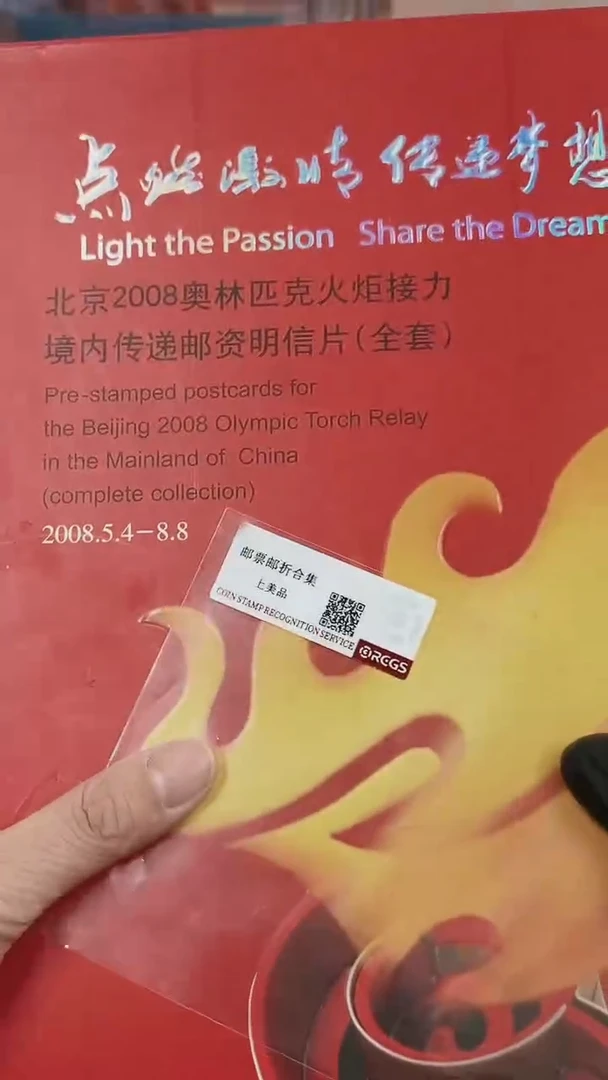 点燃激情 传递梦想
Light the Passion Share the Dream
北京2008奥林匹克火炬接力
境内传递邮资明信片(全套)
Pre-stamped postcards for
the Beijing 2008 Olympic Torch Relay
in the Mainland of China
(complete collection)
2008.5.4-8.8
邮票邮折合集
上美品
COIN STAMP RECOGNITION SERVICE
RCGS